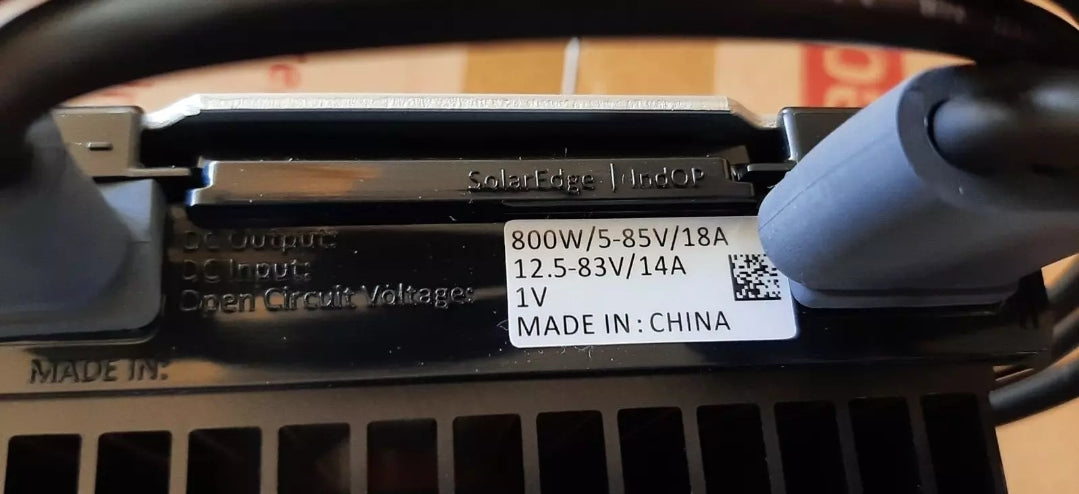 SolarEdge | IndOP
DC Output: 800W/5-85V/18A
DC Input: 12.5-83V/14A
Open Circuit Voltage: 1V
MADE IN : CHINA
MADE IN: